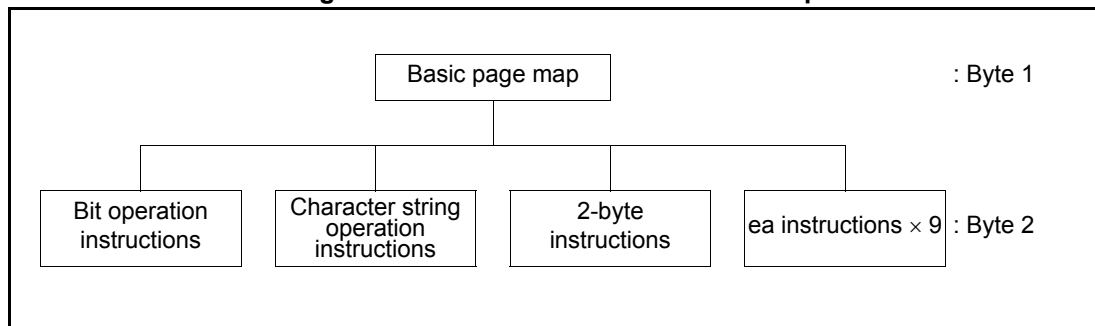 Basic page map
: Byte 1
Bit operation
instructions
Character string
operation
instructions
2-byte
instructions
ea instructions × 9
: Byte 2